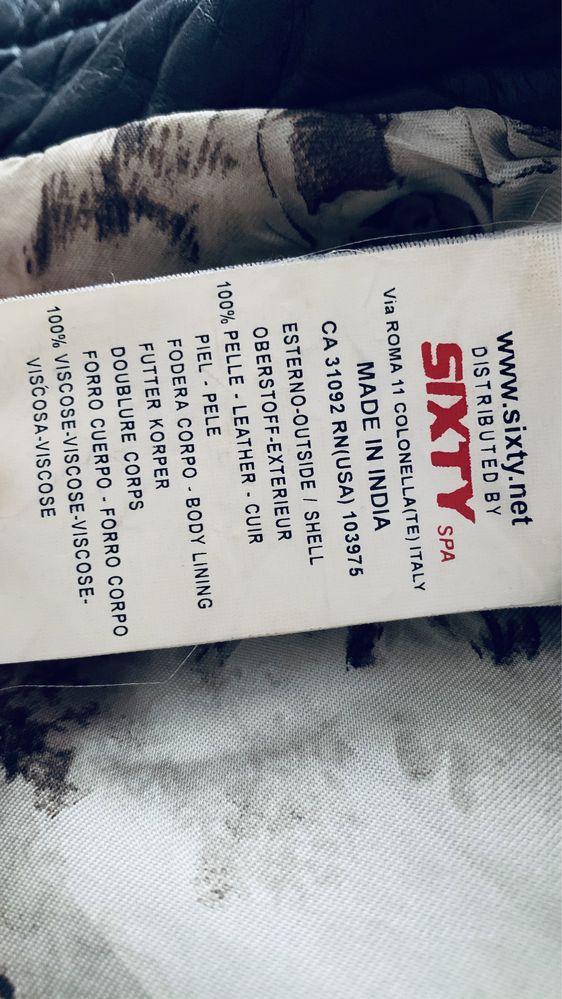 www.sixty.net
DISTRIBUTED BY
SIXTY SPA
Via ROMA 11 COLONELLA(TE) ITALY
MADE IN INDIA
CA 31092 RN(USA) 103975
ESTERNO-OUTSIDE / SHELL
OBERSTOFF-EXTERIEUR
100% PELLE - LEATHER - CUIR
PIEL - PELE
FODERA CORPO - BODY LINING
FUTTER KORPER
DOUBLURE CORPS
FORRO CUERPO - FORRO CORPO
100% VISCOSE-VISCOSE-VISCOSE-
VISCOSA-VISCOSE